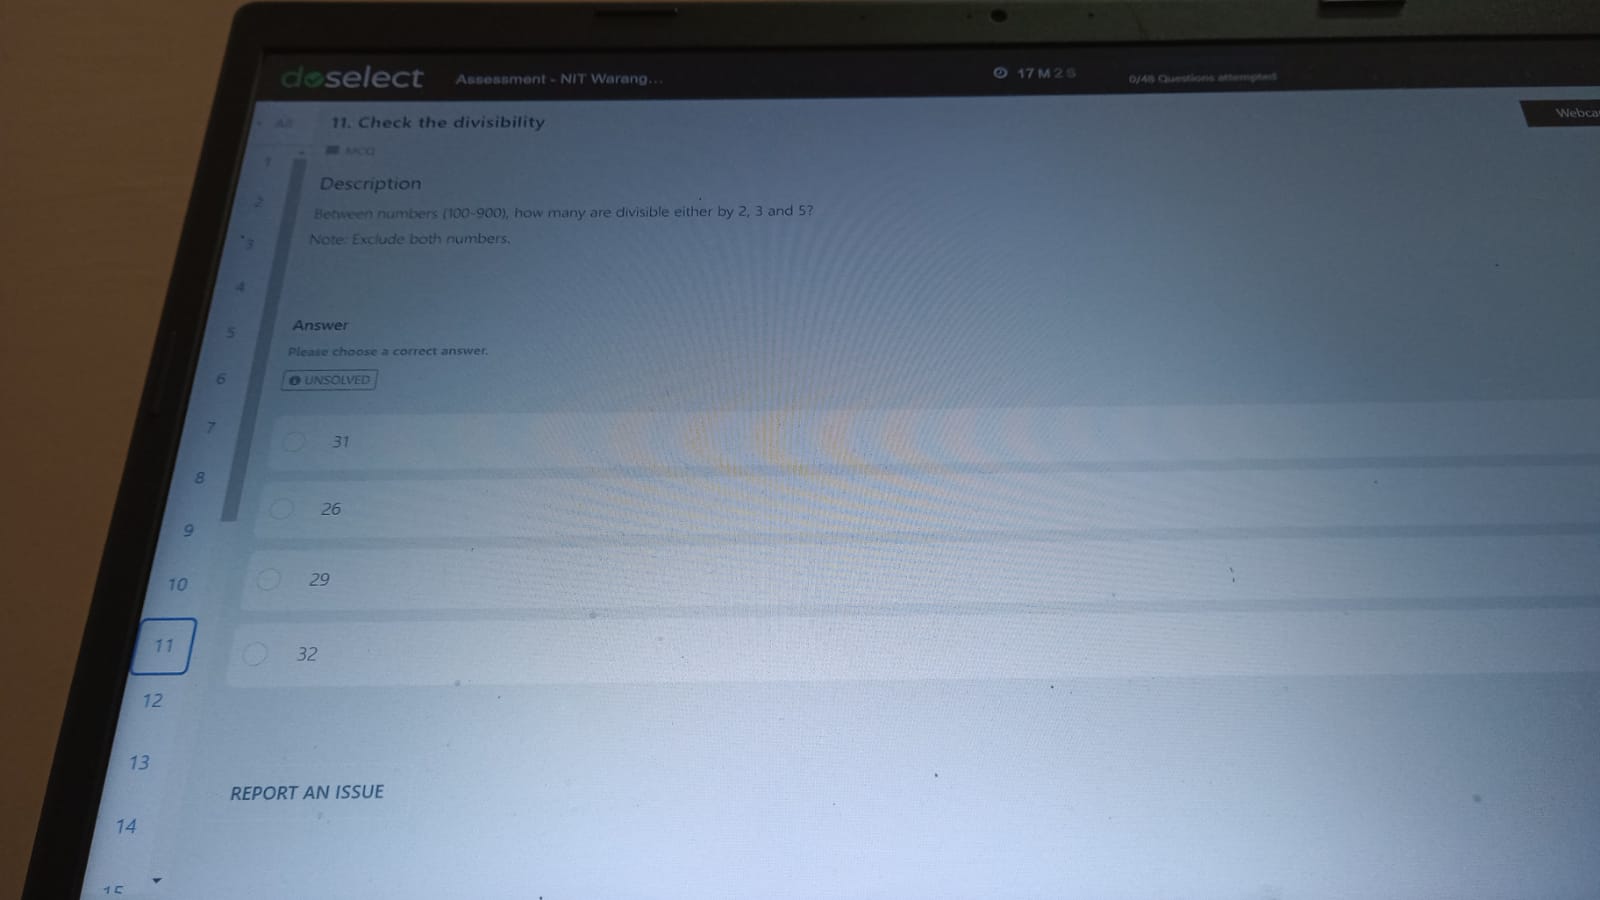 doselect Assessment - NIT Warang... 17 M 2 S 0/48 Questions attempted
Webca
All
11. Check the divisibility
MCQ
Description
Between numbers (100-900), how many are divisible either by 2, 3 and 5?
Note: Exclude both numbers.
Answer
Please choose a correct answer.
UNSOLVED
31
26
29
32
REPORT AN ISSUE
1
2
3
4
5
6
7
8
9
10
11
12
13
14
15